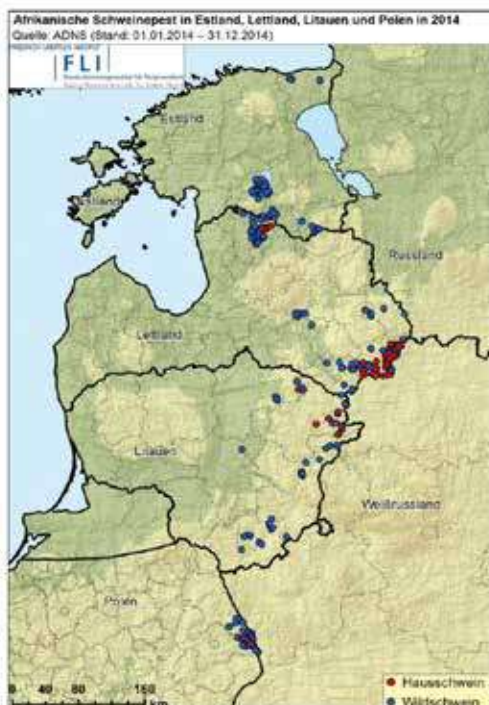 Afrikanische Schweinepest in Estland, Lettland, Litauen und Polen in 2014
Quelle: ADNS (Stand: 01.01.2014 – 31.12.2014)
FLI
Estland
Estland
Russland
Lettland
Litauen
Weißrussland
Polen
0 40 80 160
km
Hausschwein
Wildschwein